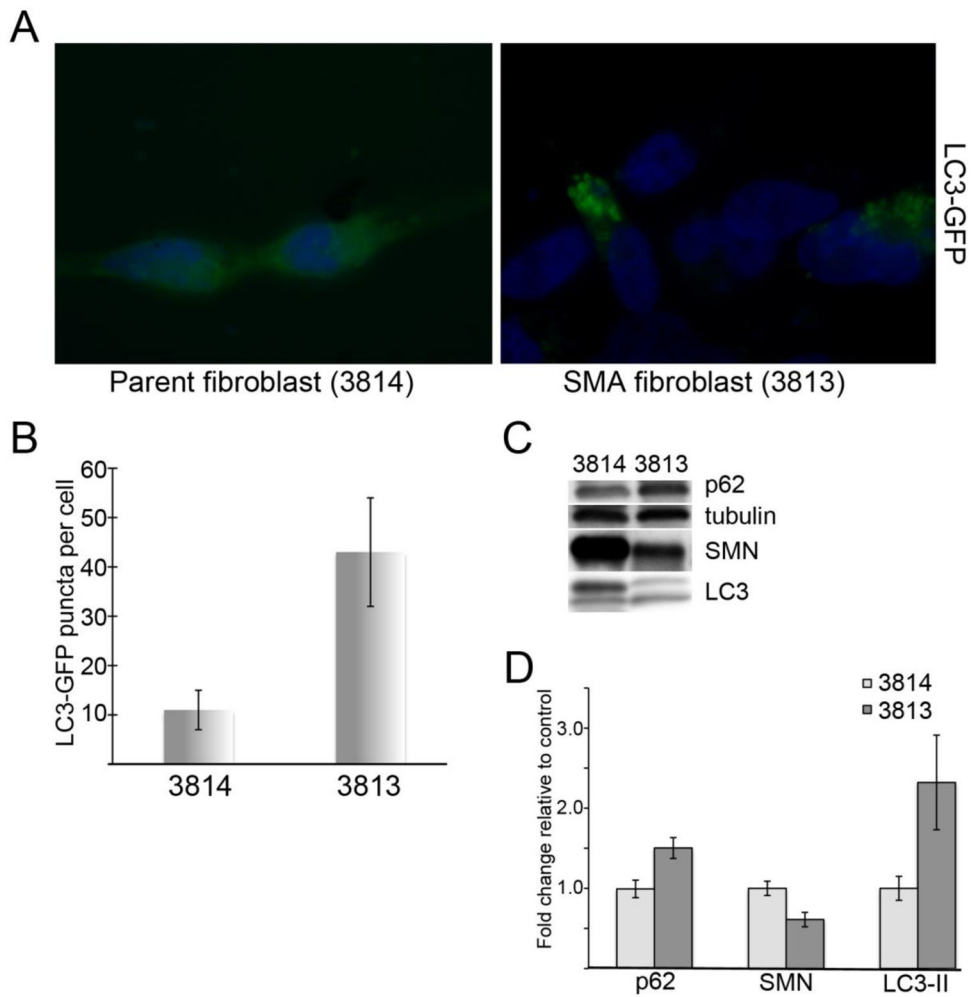 A
LC3-GFP
Parent fibroblast (3814)
SMA fibroblast (3813)
B
LC3-GFP puncta per cell
60
50
40
30
20
10
3814
3813
C
3814 3813
p62
tubulin
SMN
LC3
D
Fold change relative to control
3.0
2.0
1.0
3814
3813
p62
SMN
LC3-II